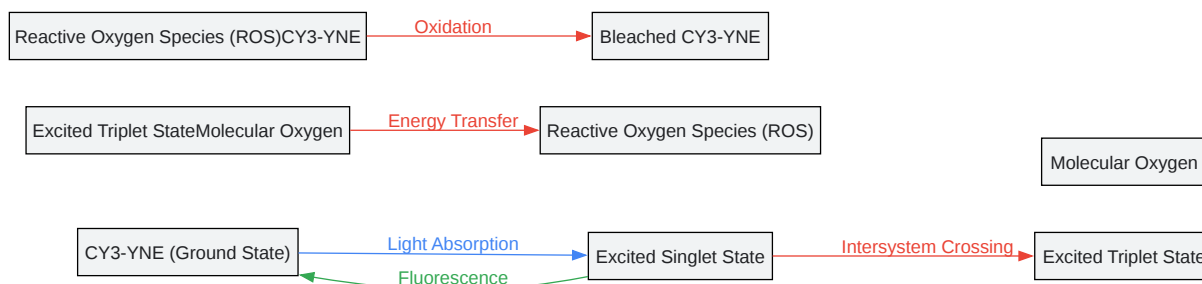 Reactive Oxygen Species (ROS)CY3-YNE
Oxidation
Bleached CY3-YNE
Excited Triplet StateMolecular Oxygen
Energy Transfer
Reactive Oxygen Species (ROS)
Molecular Oxygen
CY3-YNE (Ground State)
Light Absorption
Excited Singlet State
Intersystem Crossing
Excited Triplet State
Fluorescence